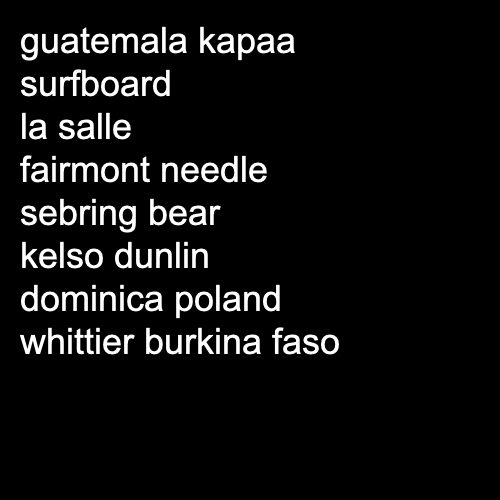 guatemala kapaa
surfboard
la salle
fairmont needle
sebring bear
kelso dunlin
dominica poland
whittier burkina faso